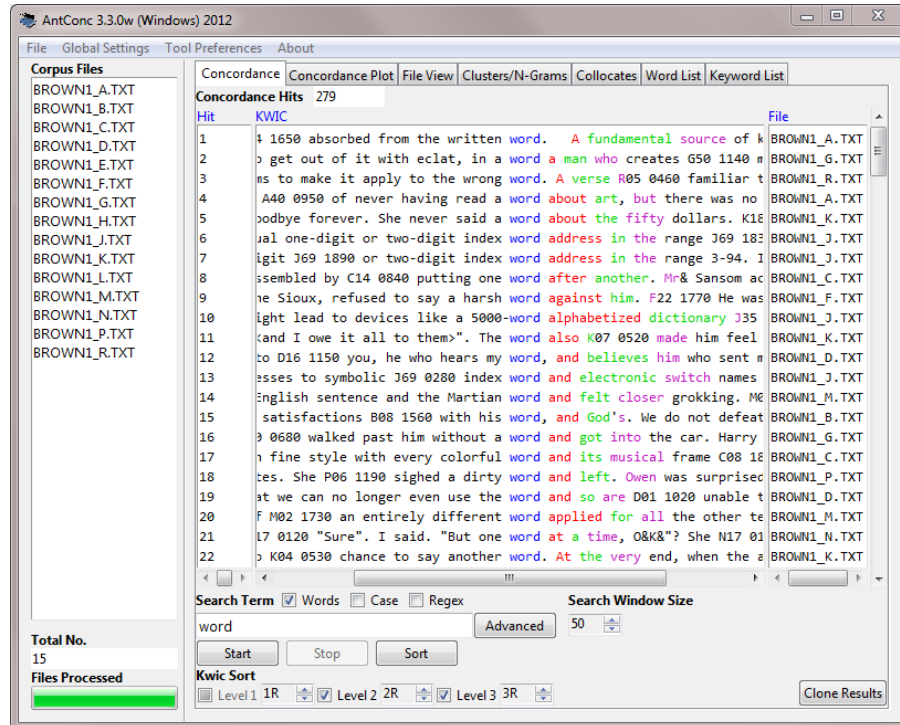 AntConc 3.3.0w (Windows) 2012
File Global Settings Tool Preferences About
Corpus Files
BROWN1_A.TXT
BROWN1_B.TXT
BROWN1_C.TXT
BROWN1_D.TXT
BROWN1_E.TXT
BROWN1_F.TXT
BROWN1_G.TXT
BROWN1_H.TXT
BROWN1_J.TXT
BROWN1_K.TXT
BROWN1_L.TXT
BROWN1_M.TXT
BROWN1_N.TXT
BROWN1_P.TXT
BROWN1_R.TXT
Total No.
15
Files Processed
Concordance Concordance Plot File View Clusters/N-Grams Collocates Word List Keyword List
Concordance Hits 279
Hit KWIC File
1 4 1650 absorbed from the written word. A fundamental source of k BROWN1_A.TXT
2 o get out of it with eclat, in a word a man who creates G50 1140 m BROWN1_G.TXT
3 ms to make it apply to the wrong word. A verse R05 0460 familiar t BROWN1_R.TXT
4 A40 0950 of never having read a word about art, but there was no BROWN1_A.TXT
5 oodbye forever. She never said a word about the fifty dollars. K18 BROWN1_K.TXT
6 ual one-digit or two-digit index word address in the range J69 183 BROWN1_J.TXT
7 igit J69 1890 or two-digit index word address in the range 3-94. I BROWN1_J.TXT
8 ssembled by C14 0840 putting one word after another. Mr& Sansom ac BROWN1_C.TXT
9 he Sioux, refused to say a harsh word against him. F22 1770 He was BROWN1_F.TXT
10 ight lead to devices like a 5000-word alphabetized dictionary J35 BROWN1_J.TXT
11 <and I owe it all to them>". The word also K07 0520 made him feel BROWN1_K.TXT
12 to D16 1150 you, he who hears my word, and believes him who sent m BROWN1_D.TXT
13 esses to symbolic J69 0280 index word and electronic switch names BROWN1_J.TXT
14 English sentence and the Martian word and felt closer grokking. M0 BROWN1_M.TXT
15 satisfactions B08 1560 with his word, and God's. We do not defeat BROWN1_B.TXT
16 0 0680 walked past him without a word and got into the car. Harry BROWN1_G.TXT
17 n fine style with every colorful word and its musical frame C08 18 BROWN1_C.TXT
18 tes. She P06 1190 sighed a dirty word and left. Owen was surprised BROWN1_P.TXT
19 at we can no longer even use the word and so are D01 1020 unable t BROWN1_D.TXT
20 f M02 1730 an entirely different word applied for all the other te BROWN1_M.TXT
21 17 0120 "Sure". I said. "But one word at a time, O&K&"? She N17 01 BROWN1_N.TXT
22 o K04 0530 chance to say another word. At the very end, when the a BROWN1_K.TXT
Search Term Words Case Regex Search Window Size
word Advanced 50
Start Stop Sort
Kwic Sort
Level 1 1R Level 2 2R Level 3 3R Clone Results